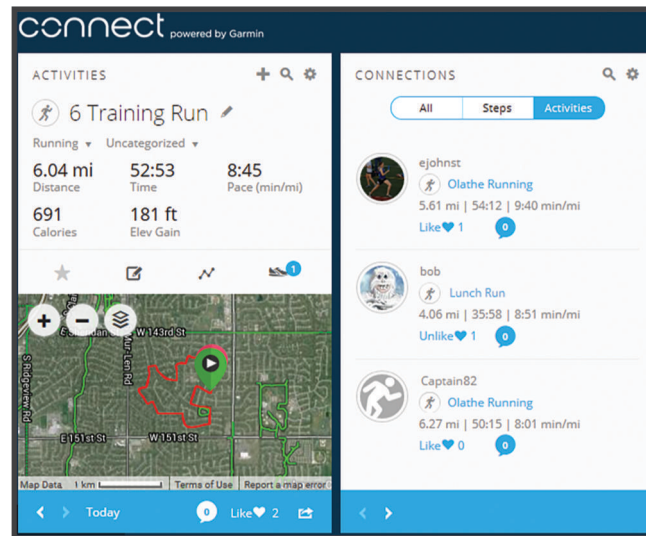 connect powered by Garmin
ACTIVITIES
6 Training Run
Running Uncategorized
6.04 mi 52:53 8:45
Distance Time Pace (min/mi)
691 181 ft
Calories Elev Gain
1
W 143rd St
S Ridgeview Rd
Mur-Len Rd
E 151st St W 151st St
Map Data 1 km Terms of Use Report a map error
Today 0 Like 2
CONNECTIONS
All Steps Activities
ejohnst
Olathe Running
5.61 mi | 54:12 | 9:40 min/mi
Like 1 0
bob
Lunch Run
4.06 mi | 35:58 | 8:51 min/mi
Unlike 1 0
Captain82
Olathe Running
6.27 mi | 50:15 | 8:01 min/mi
Like 0 0